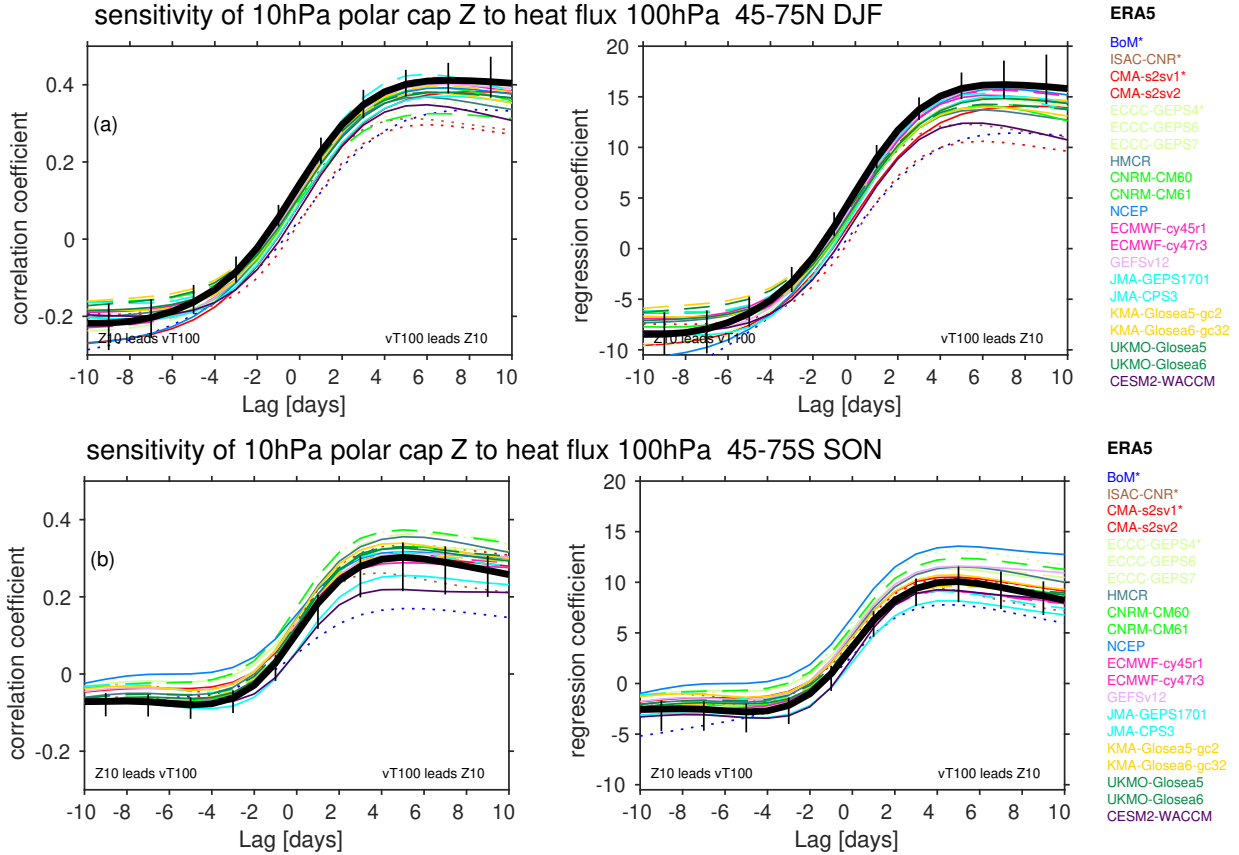 sensitivity of 10hPa polar cap Z to heat flux 100hPa  45-75N DJF
correlation coefficient
0.4
0.2
0
-0.2
(a)
Z10 leads vT100
vT100 leads Z10
-10 -8 -6 -4 -2 0 2 4 6 8 10
Lag [days]
regression coefficient
20
15
10
5
0
-5
-10
Z10 leads vT100
vT100 leads Z10
-10 -8 -6 -4 -2 0 2 4 6 8 10
Lag [days]
ERA5
BoM*
ISAC-CNR*
CMA-s2sv1*
CMA-s2sv2
ECCC-GEPS4*
ECCC-GEPS6
ECCC-GEPS7
HMCR
CNRM-CM60
CNRM-CM61
NCEP
ECMWF-cy45r1
ECMWF-cy47r3
GEFSv12
JMA-GEPS1701
JMA-CPS3
KMA-Glosea5-gc2
KMA-Glosea6-gc32
UKMO-Glosea5
UKMO-Glosea6
CESM2-WACCM
sensitivity of 10hPa polar cap Z to heat flux 100hPa  45-75S SON
correlation coefficient
0.4
0.2
0
-0.2
(b)
Z10 leads vT100
vT100 leads Z10
-10 -8 -6 -4 -2 0 2 4 6 8 10
Lag [days]
regression coefficient
20
15
10
5
0
-5
-10
Z10 leads vT100
vT100 leads Z10
-10 -8 -6 -4 -2 0 2 4 6 8 10
Lag [days]
ERA5
BoM*
ISAC-CNR*
CMA-s2sv1*
CMA-s2sv2
ECCC-GEPS4*
ECCC-GEPS6
ECCC-GEPS7
HMCR
CNRM-CM60
CNRM-CM61
NCEP
ECMWF-cy45r1
ECMWF-cy47r3
GEFSv12
JMA-GEPS1701
JMA-CPS3
KMA-Glosea5-gc2
KMA-Glosea6-gc32
UKMO-Glosea5
UKMO-Glosea6
CESM2-WACCM